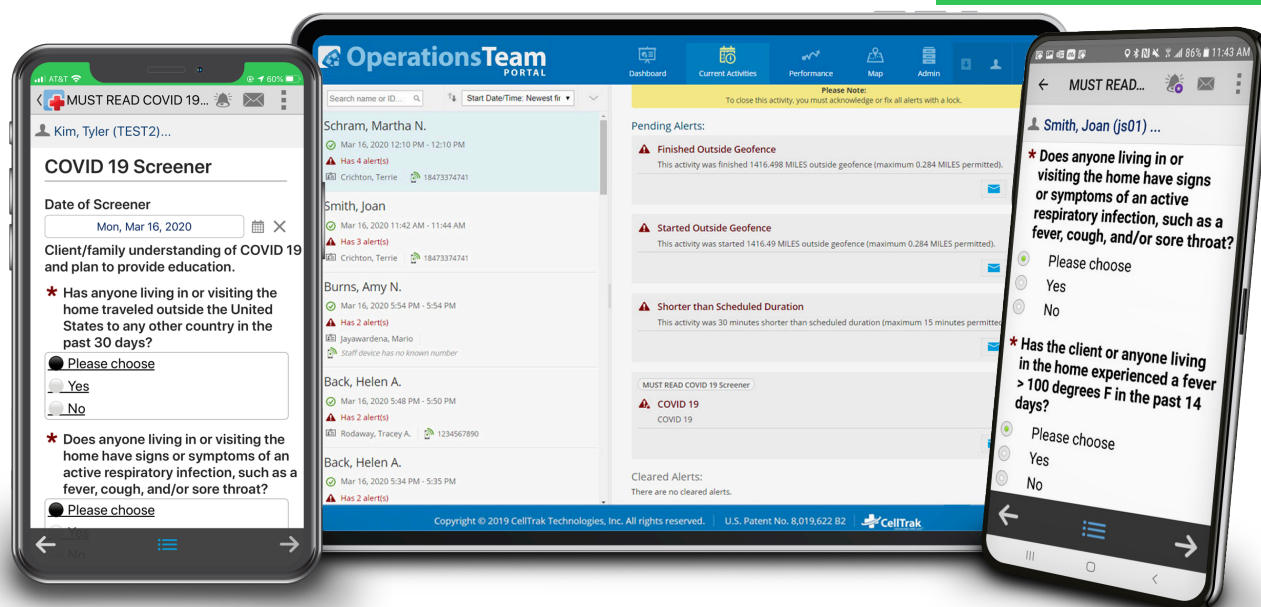 AT&T
60%
MUST READ COVID 19...
Kim, Tyler (TEST2)...
COVID 19 Screener
Date of Screener
Mon, Mar 16, 2020
Client/family understanding of COVID 19
and plan to provide education.
* Has anyone living in or visiting the
home traveled outside the United
States to any other country in the
past 30 days?
Please choose
Yes
No
* Does anyone living in or visiting the
home have signs or symptoms of an
active respiratory infection, such as a
fever, cough, and/or sore throat?
Please choose
Yes
No
OperationsTeam
PORTAL
Dashboard
Current Activities
Performance
Map
Admin
Search name or ID...
Start Date/Time: Newest fir
Schram, Martha N.
Mar 16, 2020 12:10 PM - 12:10 PM
Has 4 alert(s)
Crichton, Terrie 18473374741
Smith, Joan
Mar 16, 2020 11:42 AM - 11:44 AM
Has 3 alert(s)
Crichton, Terrie 18473374741
Burns, Amy N.
Mar 16, 2020 5:54 PM - 5:54 PM
Has 2 alert(s)
Jayawardena, Mario
Staff device has no known number
Back, Helen A.
Mar 16, 2020 5:48 PM - 5:50 PM
Has 2 alert(s)
Rodaway, Tracey A. 1234567890
Back, Helen A.
Mar 16, 2020 5:34 PM - 5:35 PM
Has 2 alert(s)
Please Note:
To close this activity, you must acknowledge or fix all alerts with a lock.
Pending Alerts:
Finished Outside Geofence
This activity was finished 1416.498 MILES outside geofence (maximum 0.284 MILES permitted).
Started Outside Geofence
This activity was started 1416.49 MILES outside geofence (maximum 0.284 MILES permitted).
Shorter than Scheduled Duration
This activity was 30 minutes shorter than scheduled duration (maximum 15 minutes permitted
MUST READ COVID 19 Screener
COVID 19
COVID 19
Cleared Alerts:
There are no cleared alerts.
Copyright © 2019 CellTrak Technologies, Inc. All rights reserved. | U.S. Patent No. 8,019,622 B2 | CellTrak
86% 11:43 AM
MUST READ...
Smith, Joan (js01) ...
* Does anyone living in or
visiting the home have signs
or symptoms of an active
respiratory infection, such as a
fever, cough, and/or sore throat?
Please choose
Yes
No
* Has the client or anyone living
in the home experienced a fever
> 100 degrees F in the past 14
days?
Please choose
Yes
No